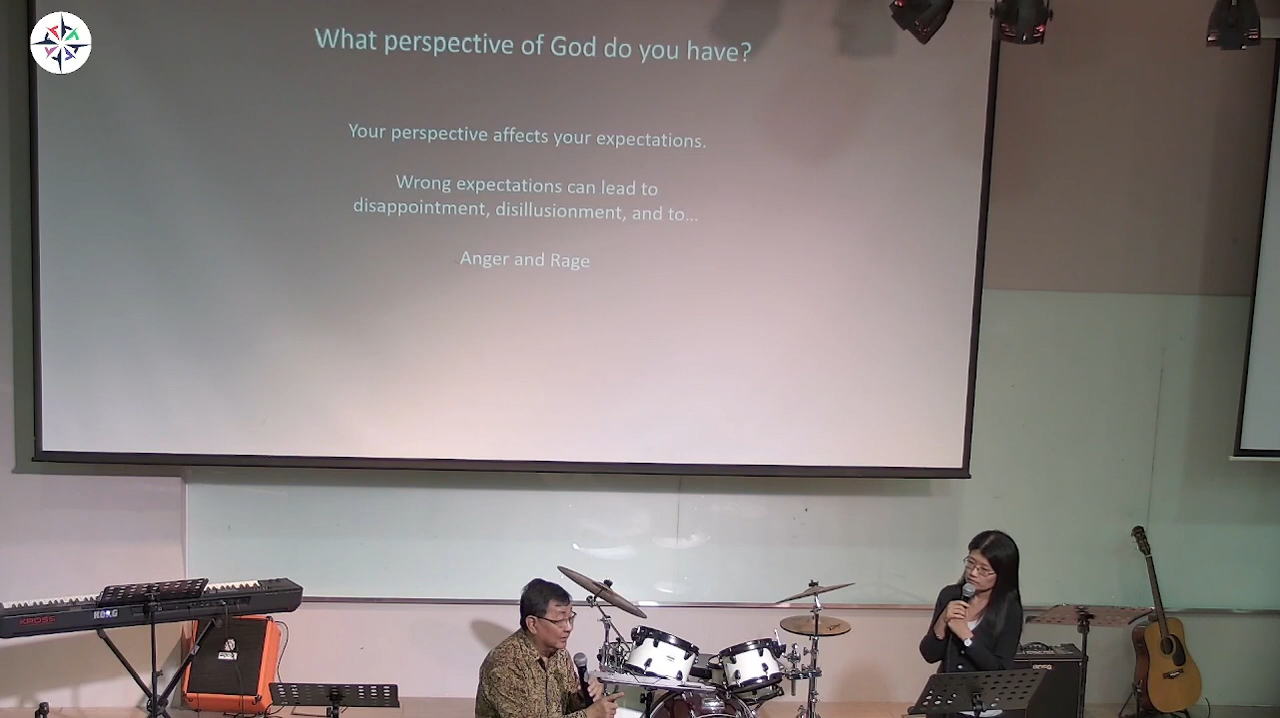 What perspective of God do you have?
Your perspective affects your expectations.
Wrong expectations can lead to
disappointment, disillusionment, and to...
Anger and Rage
KROSS
KORG